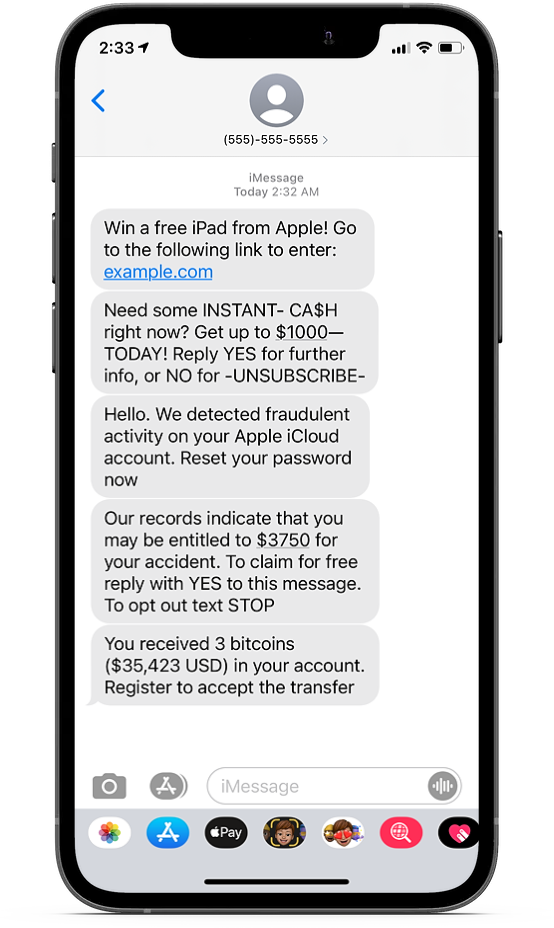 2:33
(555)-555-5555
iMessage
Today 2:32 AM
Win a free iPad from Apple! Go
to the following link to enter:
example.com
Need some INSTANT- CA$H
right now? Get up to $1000—
TODAY! Reply YES for further
info, or NO for -UNSUBSCRIBE-
Hello. We detected fraudulent
activity on your Apple iCloud
account. Reset your password
now
Our records indicate that you
may be entitled to $3750 for
your accident. To claim for free
reply with YES to this message.
To opt out text STOP
You received 3 bitcoins
($35,423 USD) in your account.
Register to accept the transfer
iMessage
Pay